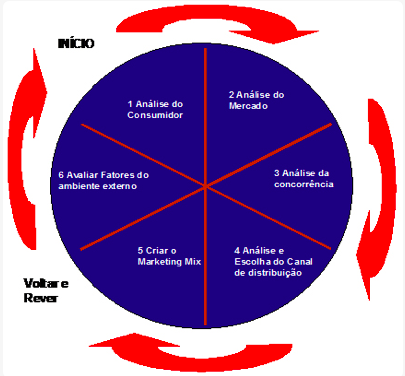 INÍCIO
1 Análise do
Consumidor
2 Análise do
Mercado
3 Análise da
concorrência
4 Análise e
Escolha do Canal
de distribuição
5 Criar o
Marketing Mix
6 Avaliar Fatores do
ambiente externo
Voltar e
Rever